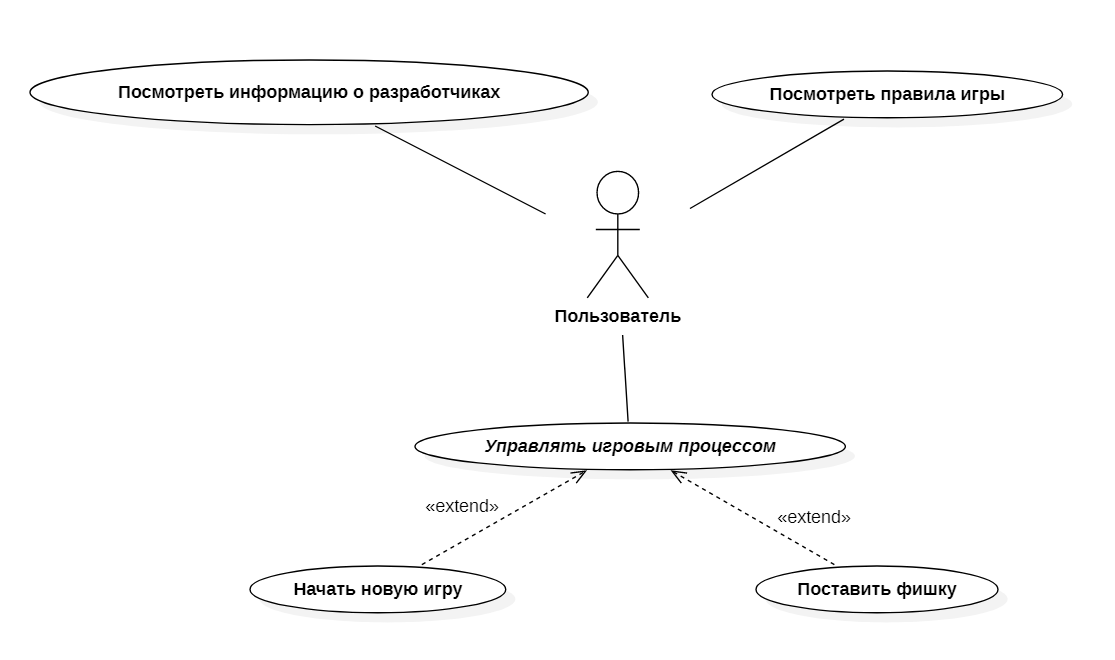 Посмотреть информацию о разработчиках
Посмотреть правила игры
Пользователь
Управлять игровым процессом
«extend»
«extend»
Начать новую игру
Поставить фишку